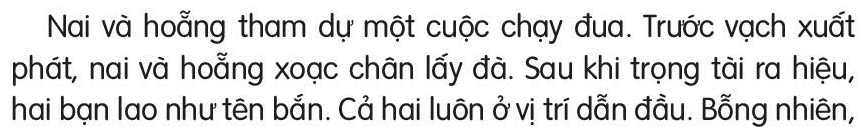 Nai và hoẵng tham dự một cuộc chạy đua. Trước vạch xuất
phát, nai và hoẵng xoạc chân lấy đà. Sau khi trọng tài ra hiệu,
hai bạn lao như tên bắn. Cả hai luôn ở vị trí dẫn đầu. Bỗng nhiên,